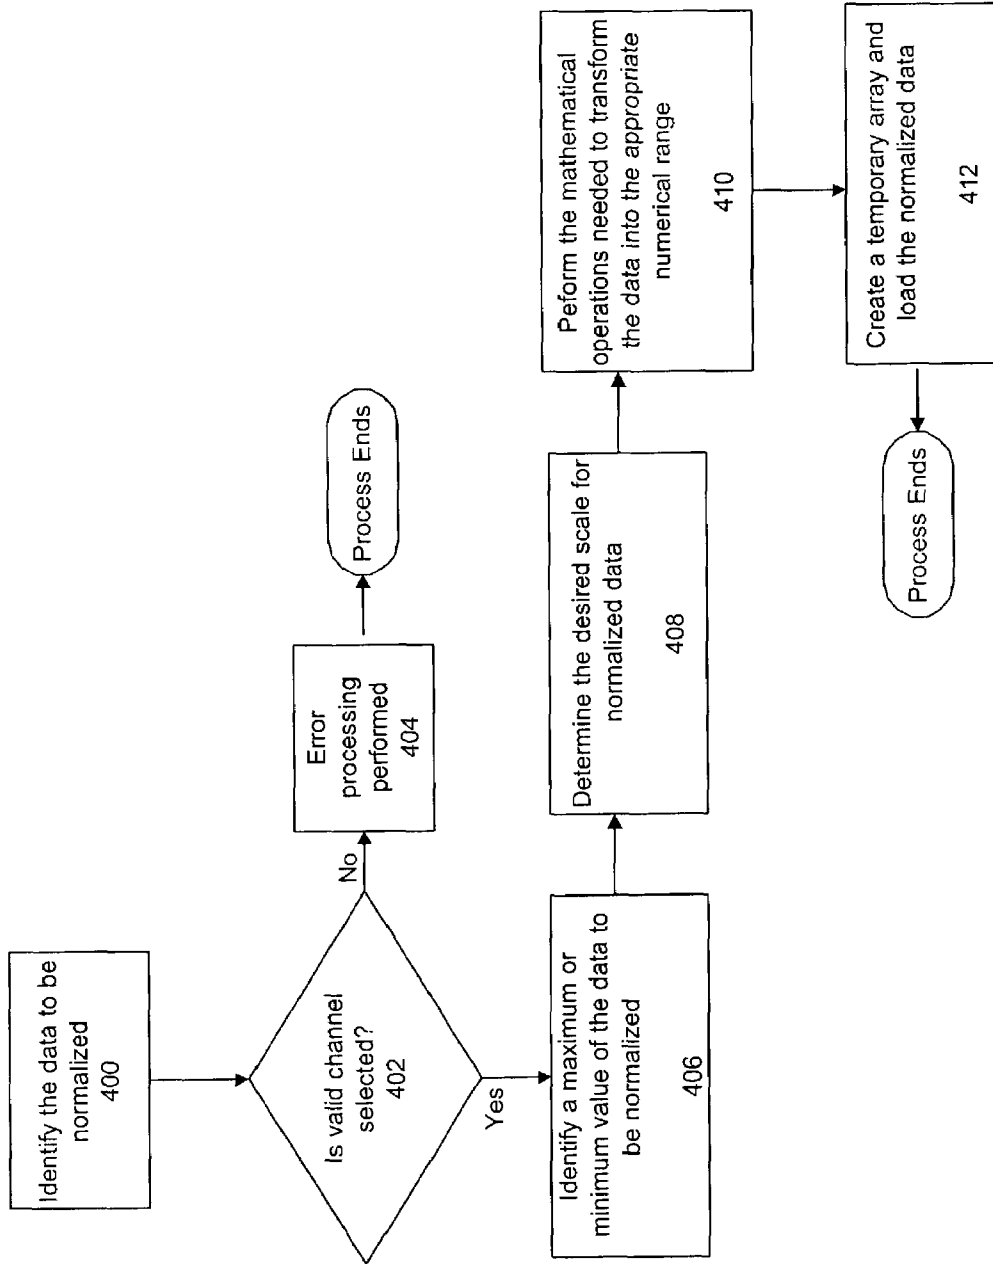 Identify the data to be
normalized
400
Is valid channel
selected?
402
No
Error
processing
performed
404
Process Ends
Yes
Identify a maximum or
minimum value of the data to
be normalized
406
Determine the desired scale for
normalized data
408
Peform the mathematical
operations needed to transform
the data into the appropriate
numerical range
410
Create a temporary array and
load the normalized data
412
Process Ends